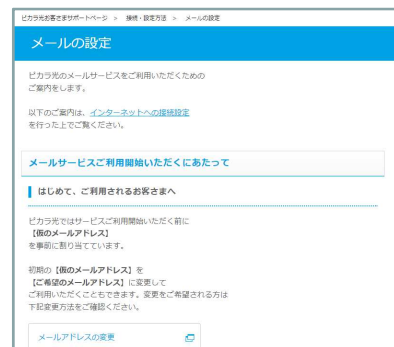 ピカラ光お客さまサポートページ > 接続・設定方法 > メールの設定
メールの設定
ピカラ光のメールサービスをご利用いただくための
ご案内をします。
以下のご案内は、インターネットへの接続設定
を行った上でご覧ください。
メールサービスご利用開始いただくにあたって
はじめて、ご利用されるお客さまへ
ピカラ光ではサービスご利用開始いただく前に
【仮のメールアドレス】
を事前に割り当てています。
初期の【仮のメールアドレス】を
【ご希望のメールアドレス】に変更して
ご利用いただくこともできます。変更をご希望される方は
下記変更方法をご確認ください。
メールアドレスの変更